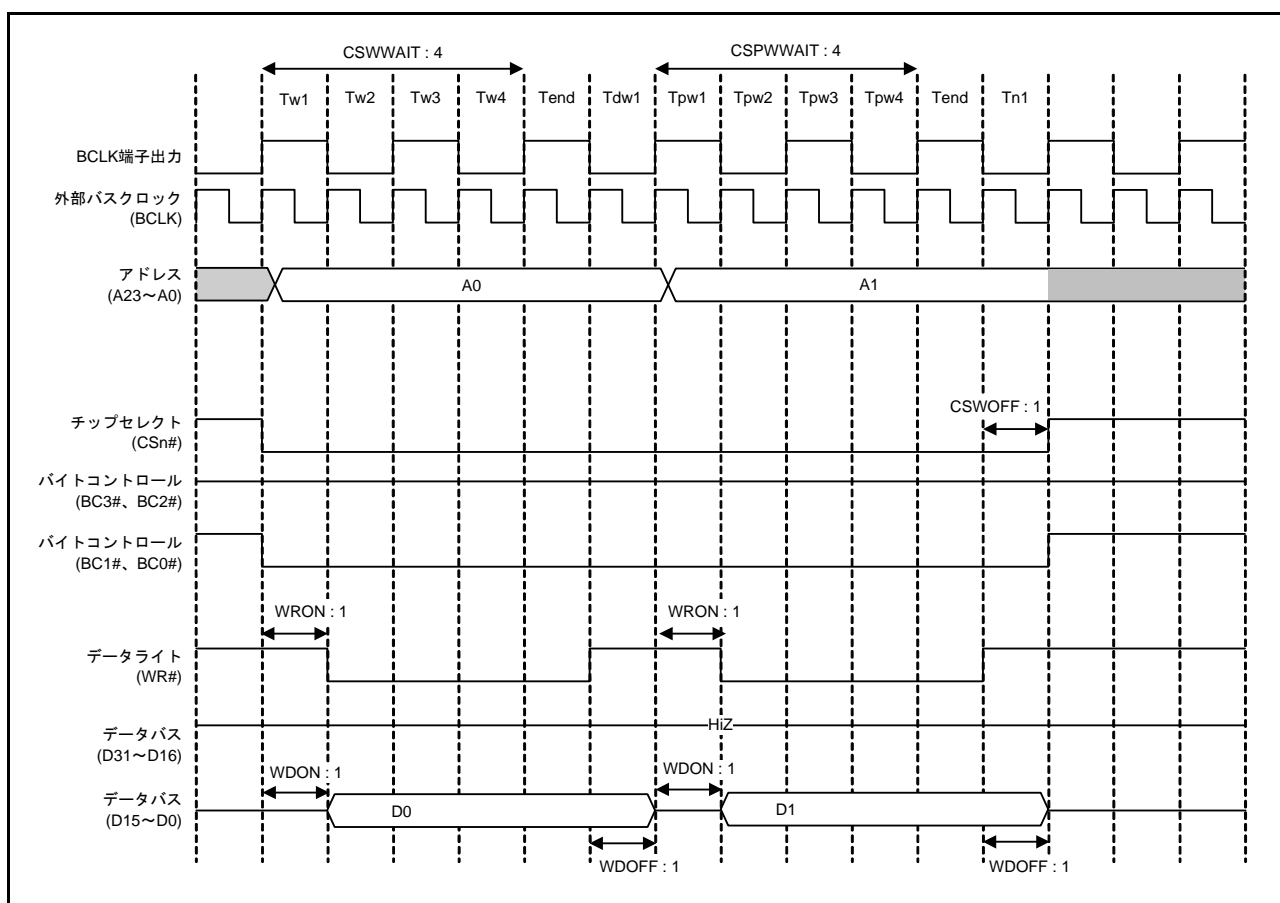 CSWWAIT : 4
CSPWWAIT : 4
Tw1 Tw2 Tw3 Tw4 Tend Tdw1 Tpw1 Tpw2 Tpw3 Tpw4 Tend Tn1
BCLK端子出力
外部バスクロック
(BCLK)
アドレス
(A23～A0)
A0
A1
CSWOFF : 1
チップセレクト
(CSn#)
バイトコントロール
(BC3#、BC2#)
バイトコントロール
(BC1#、BC0#)
WRON : 1
WRON : 1
データライト
(WR#)
HiZ
データバス
(D31～D16)
WDON : 1
WDON : 1
データバス
(D15～D0)
D0
D1
WDOFF : 1
WDOFF : 1